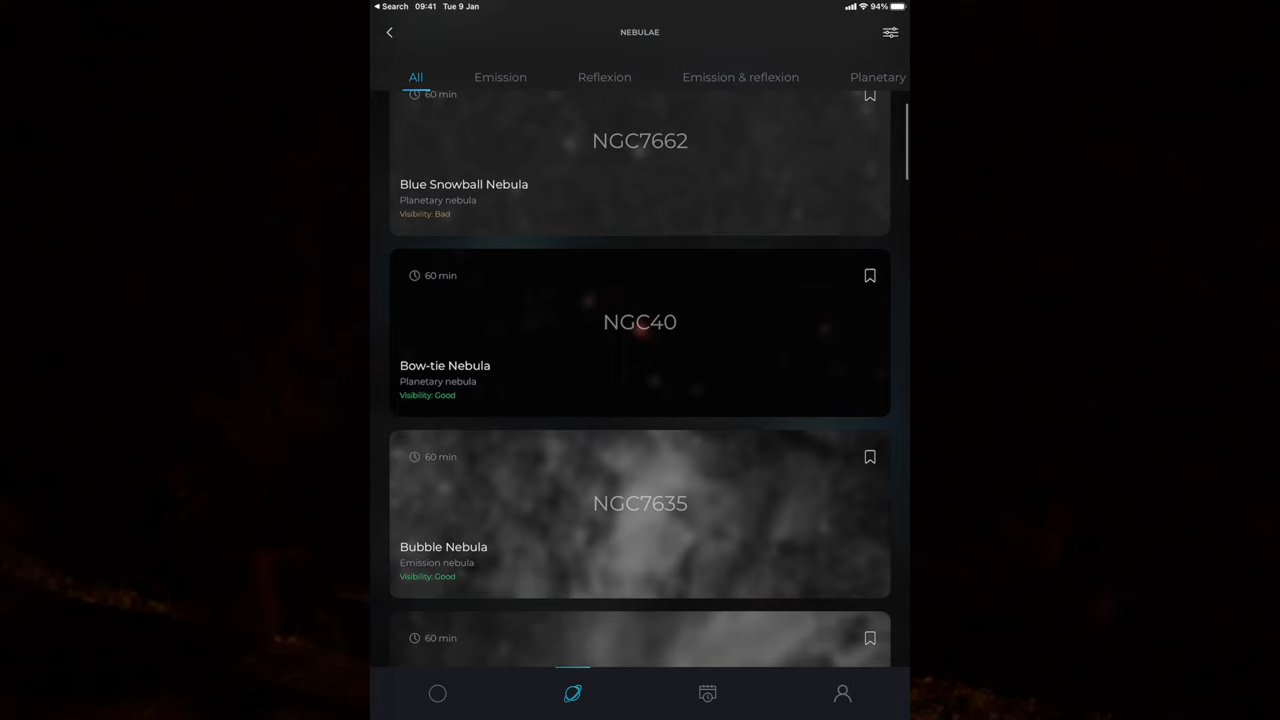 Search 09:41 Tue 9 Jan 94%
NEBULAE
All Emission Reflexion Emission & reflexion Planetary
60 min
NGC7662
Blue Snowball Nebula
Planetary nebula
Visibility: Bad
60 min
NGC40
Bow-tie Nebula
Planetary nebula
Visibility: Good
60 min
NGC7635
Bubble Nebula
Emission nebula
Visibility: Good
60 min